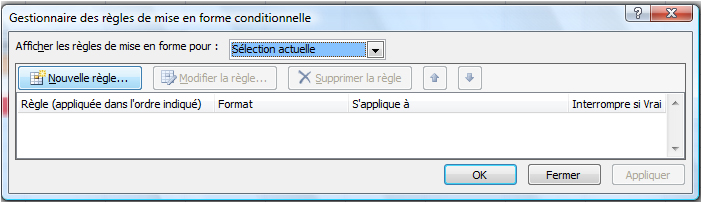 Gestionnaire des règles de mise en forme conditionnelle
Afficher les règles de mise en forme pour : Sélection actuelle
Nouvelle règle... Modifier la règle... Supprimer la règle
Règle (appliquée dans l'ordre indiqué) Format S'applique à Interrompre si Vrai
OK Fermer Appliquer